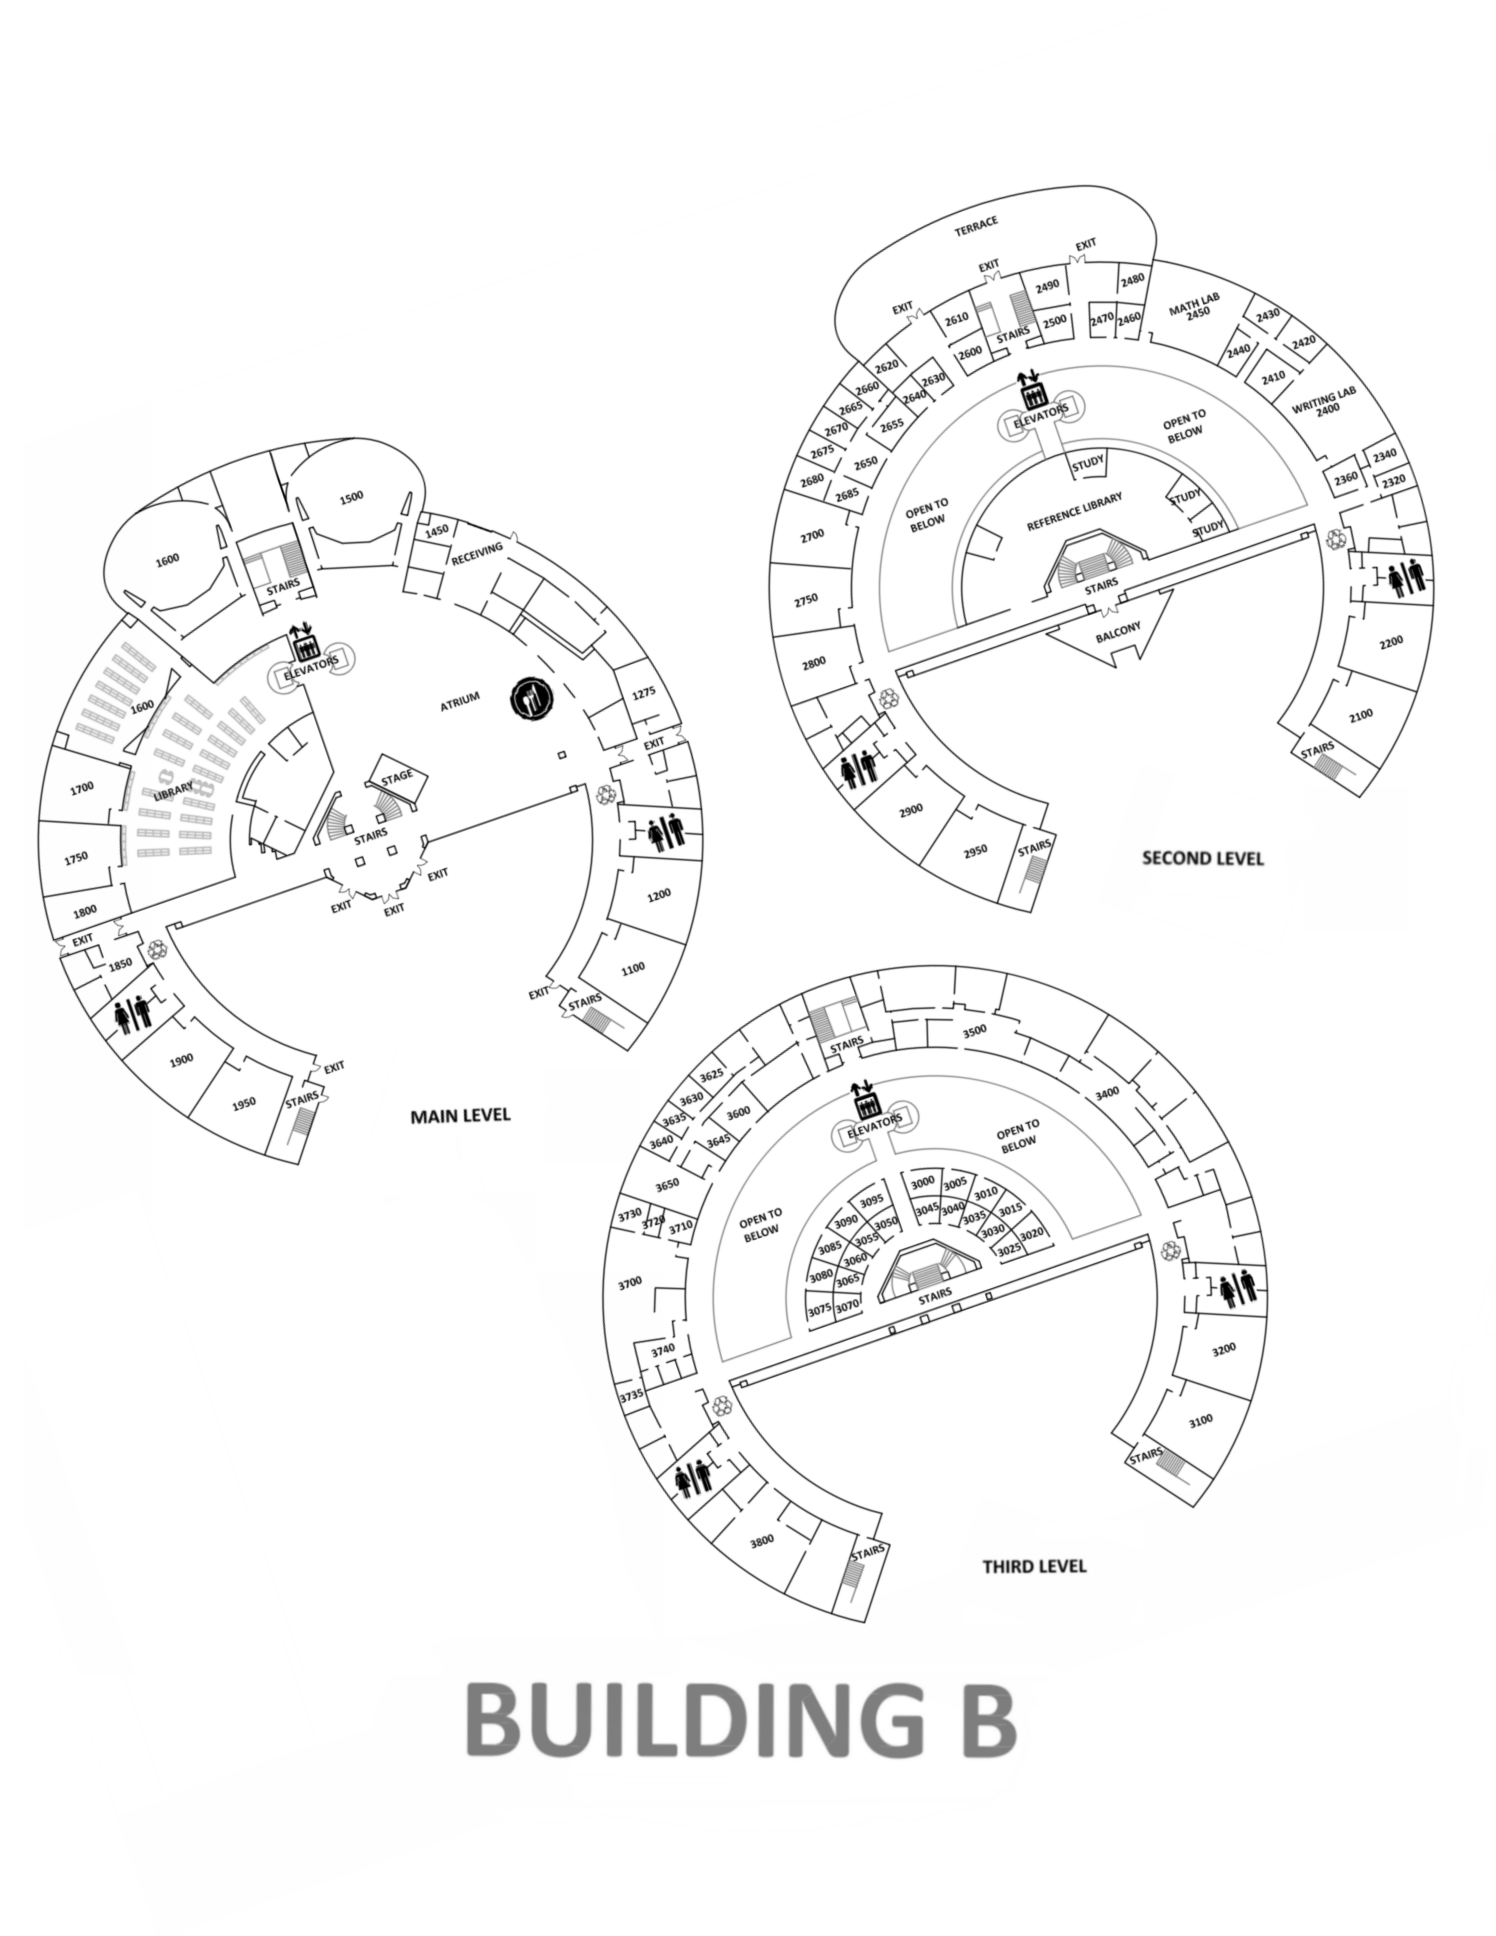 TERRACE
EXIT
EXIT
EXIT
2480
2490
2610
2500
STAIRS
2470
2460
MATH LAB
2450
2430
2420
2440
2410
2600
2620
2630
2640
2660
2665
2655
2670
2675
2650
2680
2685
WRITING LAB
2400
2340
2360
2320
ELEVATORS
OPEN TO
BELOW
OPEN TO
BELOW
STUDY
STUDY
STUDY
REFERENCE LIBRARY
STAIRS
BALCONY
2700
2750
2800
2200
2100
STAIRS
2900
2950
STAIRS
SECOND LEVEL
1500
1600
1450
RECEIVING
STAIRS
ELEVATORS
ATRIUM
1275
EXIT
1600
LIBRARY
1700
1750
1800
STAGE
STAIRS
EXIT
EXIT
EXIT
EXIT
1850
1200
1100
EXIT
STAIRS
1900
1950
EXIT
STAIRS
MAIN LEVEL
STAIRS
3500
3400
3625
3630
3635
3640
3600
3645
3650
3730
3720
3710
3700
3740
3735
ELEVATORS
OPEN TO
BELOW
OPEN TO
BELOW
3095
3000
3005
3010
3015
3020
3090
3050
3045
3040
3035
3030
3025
3085
3055
3060
3080
3065
3075
3070
STAIRS
3200
3100
STAIRS
3800
STAIRS
THIRD LEVEL
BUILDING B